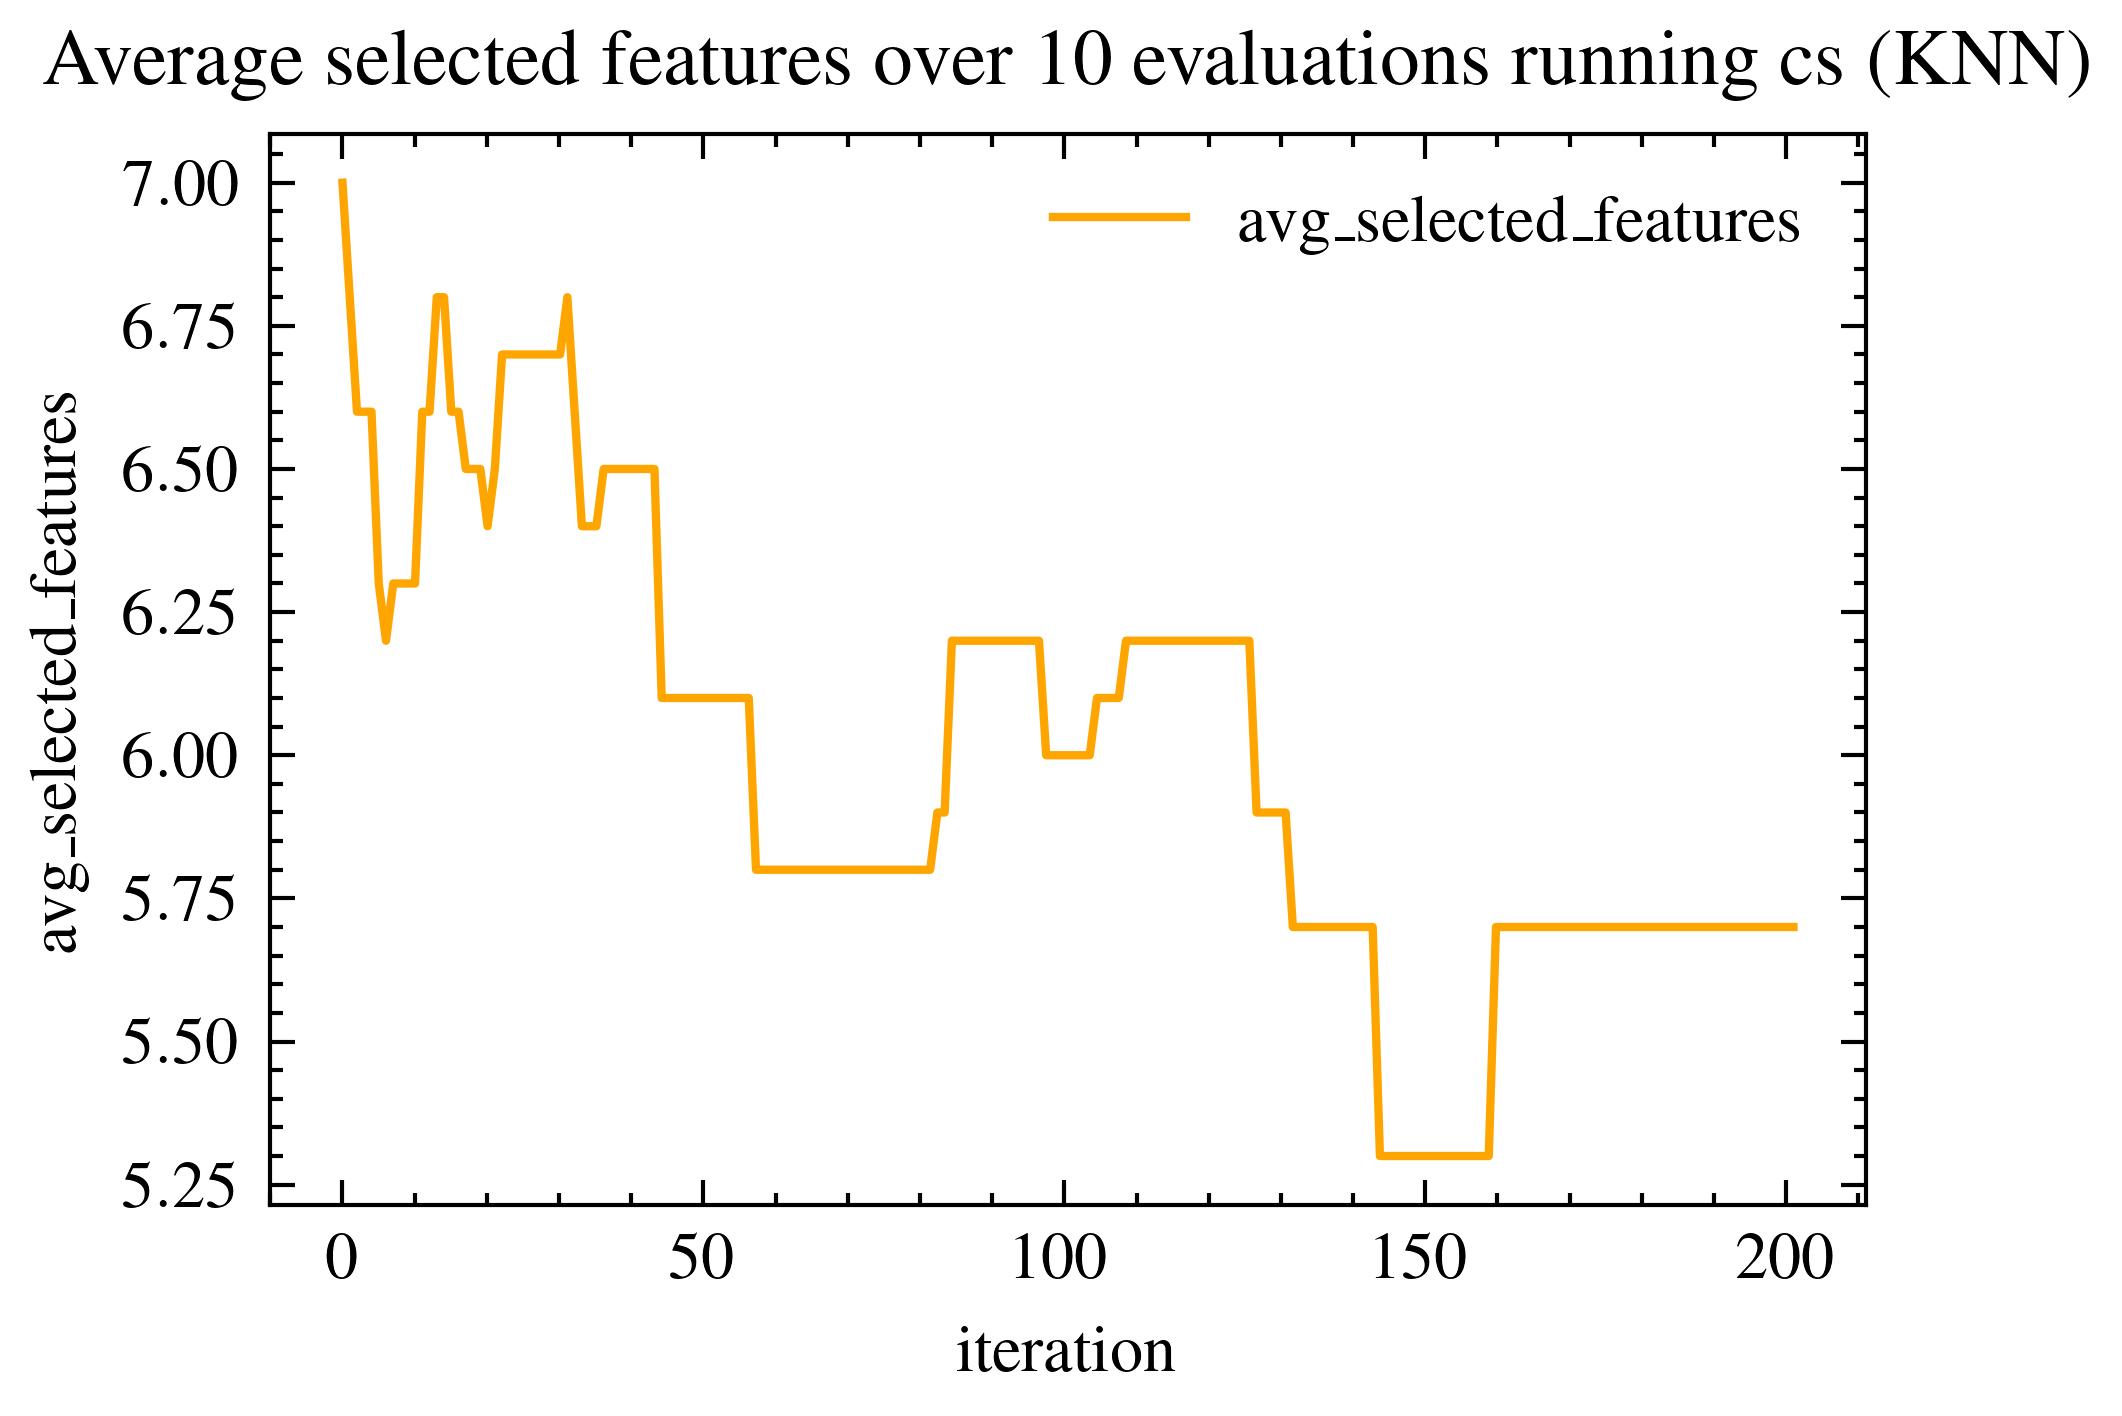 Average selected features over 10 evaluations running cs (KNN)
avg_selected_features
7.00
6.75
6.50
6.25
6.00
5.75
5.50
5.25
avg_selected_features
0 50 100 150 200
iteration